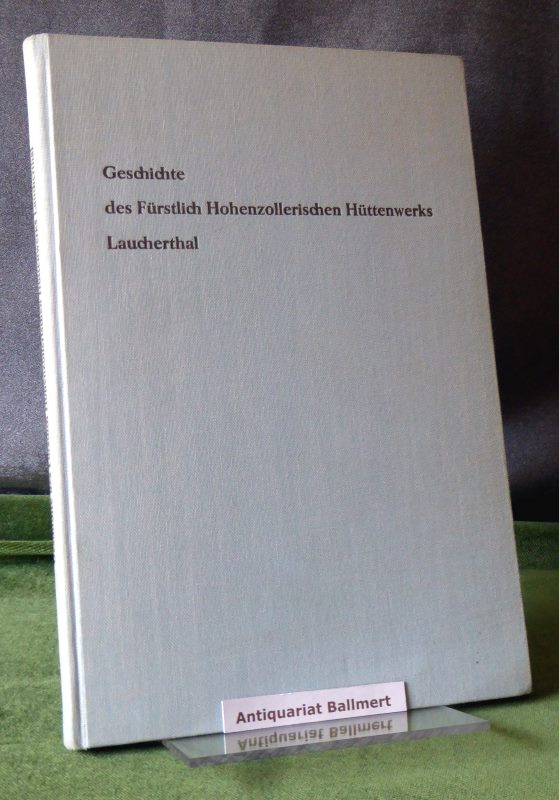 Geschichte
des Fürstlich Hohenzollerischen Hüttenwerks
Laucherthal
Antiquariat Ballmert